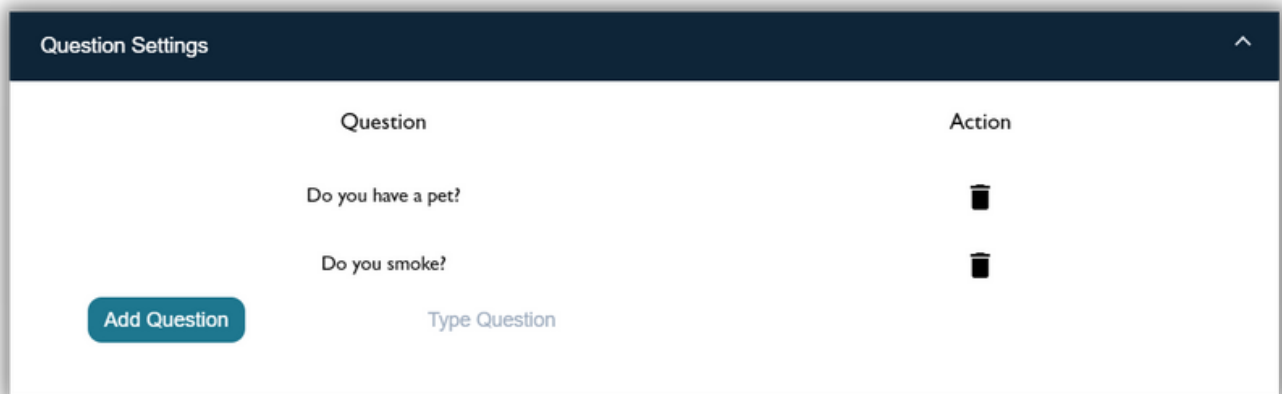 Question Settings
Question Action
Do you have a pet?
Do you smoke?
Add Question Type Question